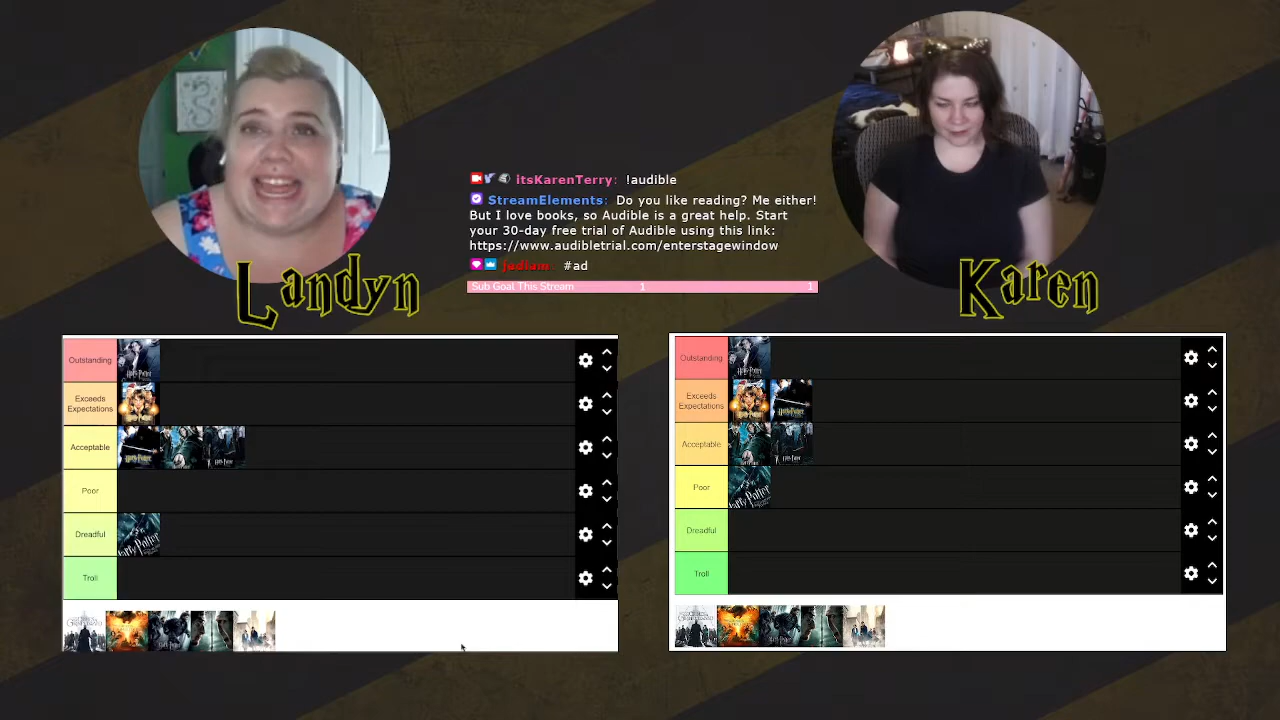 itsKarenTerry: !audible
StreamElements: Do you like reading? Me either!
But I love books, so Audible is a great help. Start
your 30-day free trial of Audible using this link:
https://www.audibletrial.com/enterstagewindow
jadlum: #ad
Sub Goal This Stream 1 1
Landyn
Karen
Outstanding
Exceeds
Expectations
Acceptable
Poor
Dreadful
Troll
Outstanding
Exceeds
Expectations
Acceptable
Poor
Dreadful
Troll